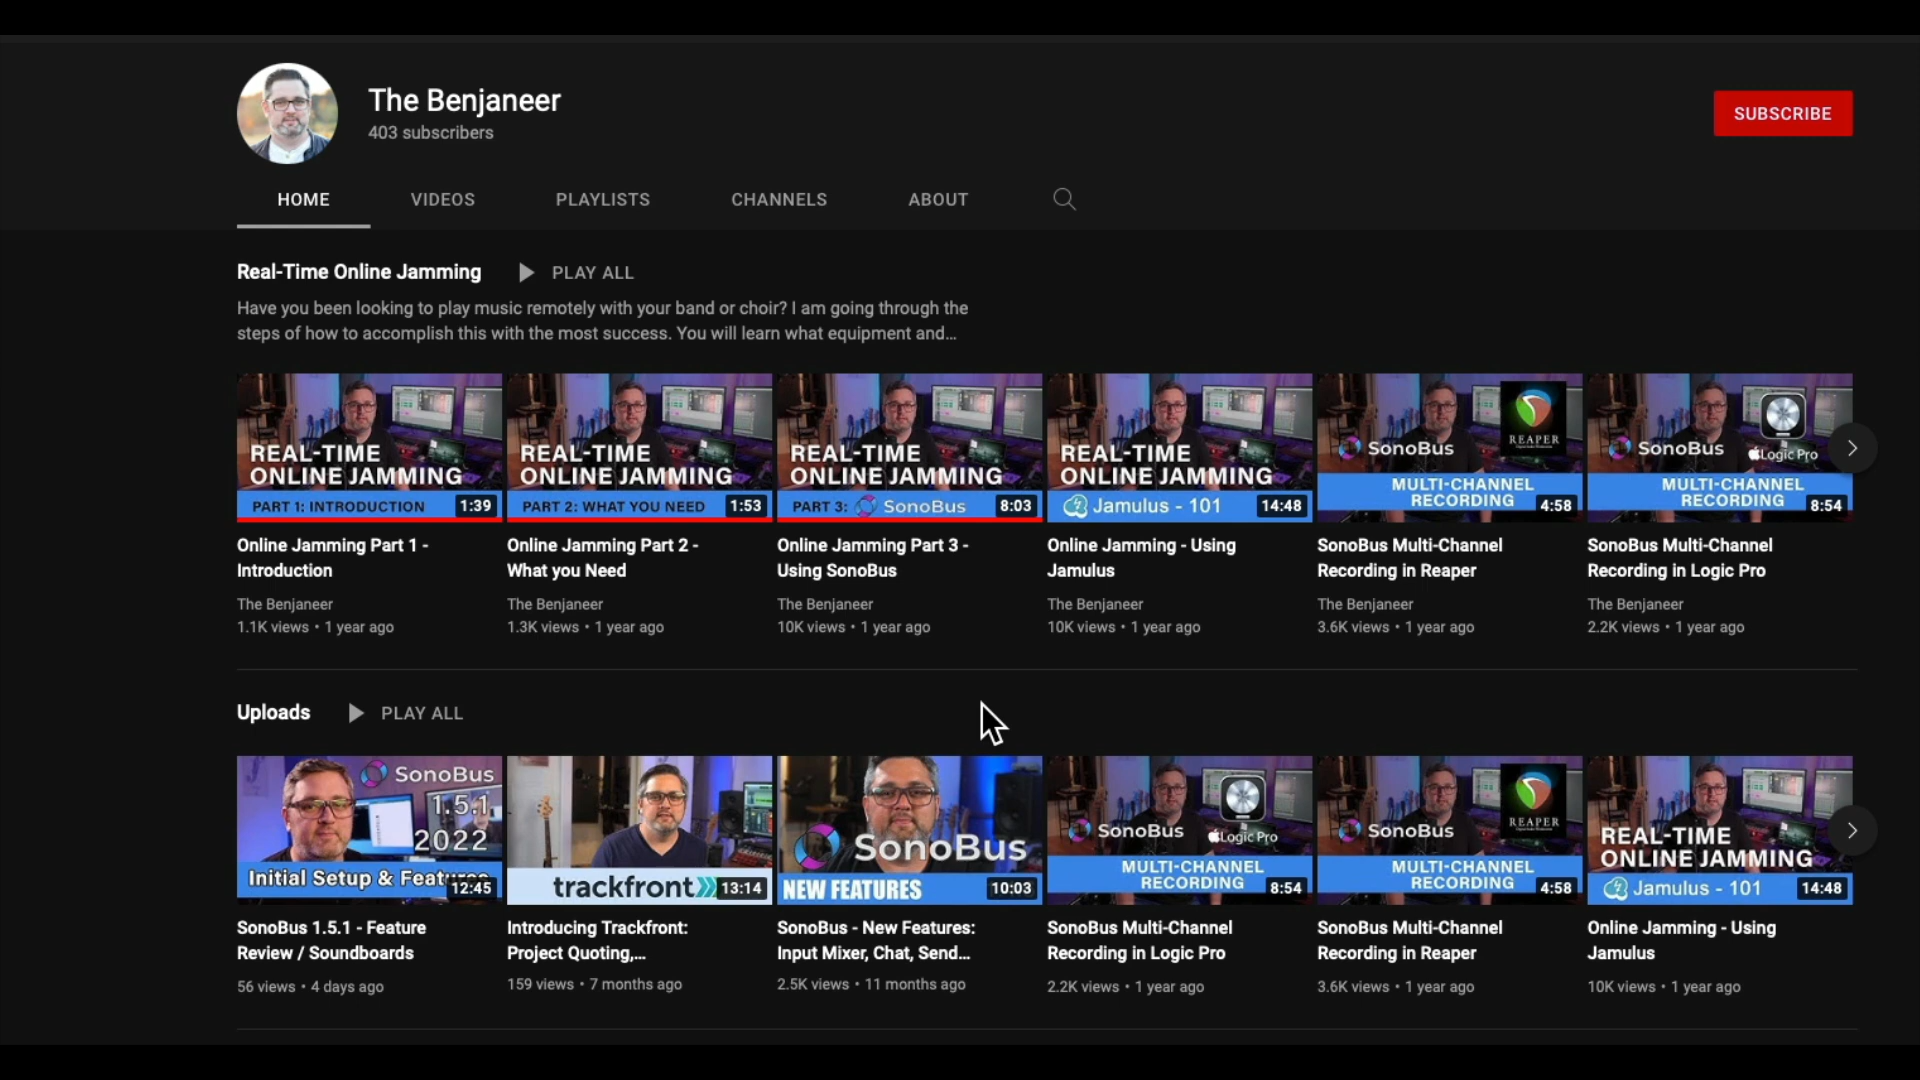 The Benjaneer
403 subscribers
SUBSCRIBE
HOME
VIDEOS
PLAYLISTS
CHANNELS
ABOUT
Real-Time Online Jamming
PLAY ALL
Have you been looking to play music remotely with your band or choir? I am going through the
steps of how to accomplish this with the most success. You will learn what equipment and...
REAL-TIME
ONLINE JAMMING
PART 1: INTRODUCTION
1:39
REAL-TIME
ONLINE JAMMING
PART 2: WHAT YOU NEED
1:53
REAL-TIME
ONLINE JAMMING
PART 3: SonoBus
8:03
REAL-TIME
ONLINE JAMMING
Jamulus - 101
14:48
REAPER
SonoBus
MULTI-CHANNEL
RECORDING
4:58
SonoBus
Logic Pro
MULTI-CHANNEL
RECORDING
8:54
Online Jamming Part 1 -
Introduction
The Benjaneer
1.1K views • 1 year ago
Online Jamming Part 2 -
What you Need
The Benjaneer
1.3K views • 1 year ago
Online Jamming Part 3 -
Using SonoBus
The Benjaneer
10K views • 1 year ago
Online Jamming - Using
Jamulus
The Benjaneer
10K views • 1 year ago
SonoBus Multi-Channel
Recording in Reaper
The Benjaneer
3.6K views • 1 year ago
SonoBus Multi-Channel
Recording in Logic Pro
The Benjaneer
2.2K views • 1 year ago
Uploads
PLAY ALL
SonoBus
1.5.1
2022
Initial Setup & Features
12:45
trackfront
13:14
SonoBus
NEW FEATURES
10:03
SonoBus
Logic Pro
MULTI-CHANNEL
RECORDING
8:54
REAPER
SonoBus
MULTI-CHANNEL
RECORDING
4:58
REAL-TIME
ONLINE JAMMING
Jamulus - 101
14:48
SonoBus 1.5.1 - Feature
Review / Soundboards
56 views • 4 days ago
Introducing Trackfront:
Project Quoting,...
159 views • 7 months ago
SonoBus - New Features:
Input Mixer, Chat, Send...
2.5K views • 11 months ago
SonoBus Multi-Channel
Recording in Logic Pro
2.2K views • 1 year ago
SonoBus Multi-Channel
Recording in Reaper
3.6K views • 1 year ago
Online Jamming - Using
Jamulus
10K views • 1 year ago